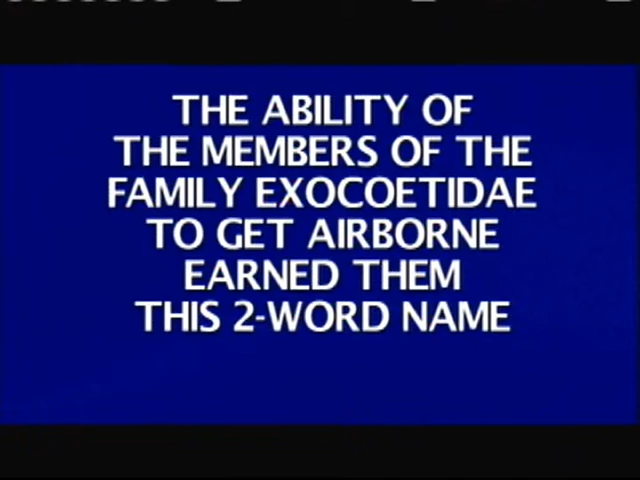 THE ABILITY OF
THE MEMBERS OF THE
FAMILY EXOCOETIDAE
TO GET AIRBORNE
EARNED THEM
THIS 2-WORD NAME